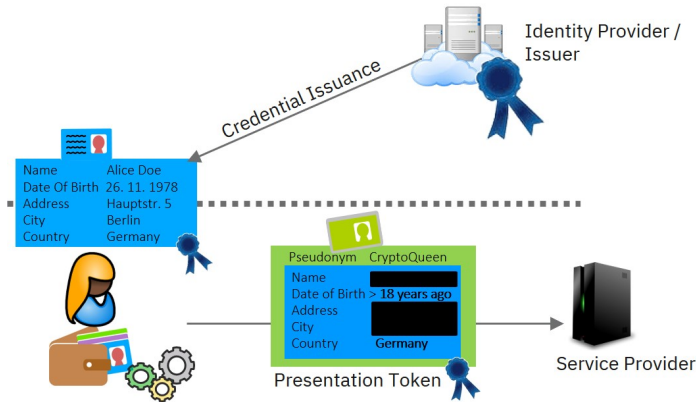 Identity Provider /
Issuer
Credential Issuance
Name Alice Doe
Date Of Birth 26. 11. 1978
Address Hauptstr. 5
City Berlin
Country Germany
Pseudonym CryptoQueen
Name
Date of Birth > 18 years ago
Address
City
Country Germany
Presentation Token
Service Provider